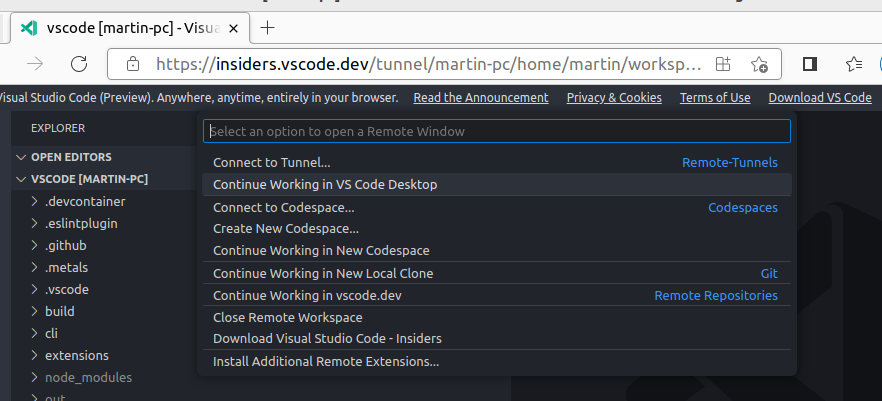 vscode [martin-pc] - Visua
https://insiders.vscode.dev/tunnel/martin-pc/home/martin/worksp...
Visual Studio Code (Preview). Anywhere, anytime, entirely in your browser. Read the Announcement Privacy & Cookies Terms of Use Download VS Code
EXPLORER
OPEN EDITORS
VSCODE [MARTIN-PC]
.devcontainer
.eslintplugin
.github
.metals
.vscode
build
cli
extensions
node_modules
out
Select an option to open a Remote Window
Connect to Tunnel... Remote-Tunnels
Continue Working in VS Code Desktop
Connect to Codespace... Codespaces
Create New Codespace...
Continue Working in New Codespace
Continue Working in New Local Clone Git
Continue Working in vscode.dev Remote Repositories
Close Remote Workspace
Download Visual Studio Code - Insiders
Install Additional Remote Extensions...